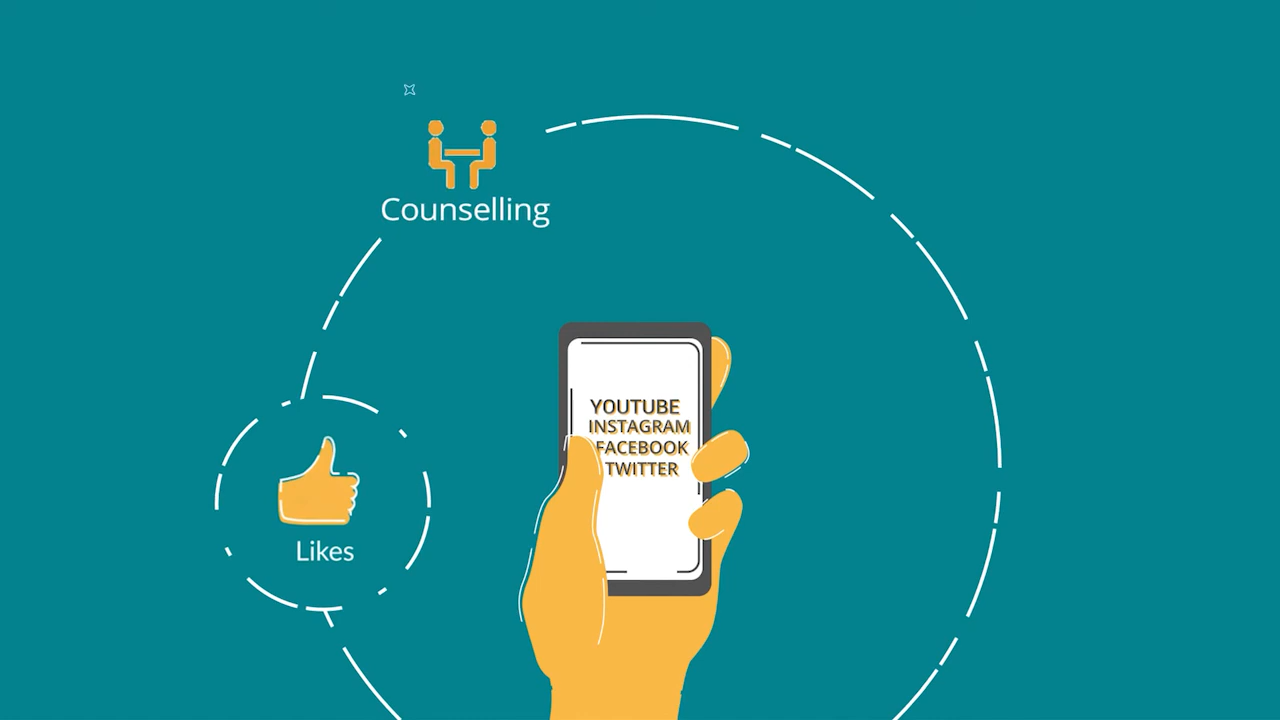 Counselling
YOUTUBE
INSTAGRAM
FACEBOOK
TWITTER
Likes